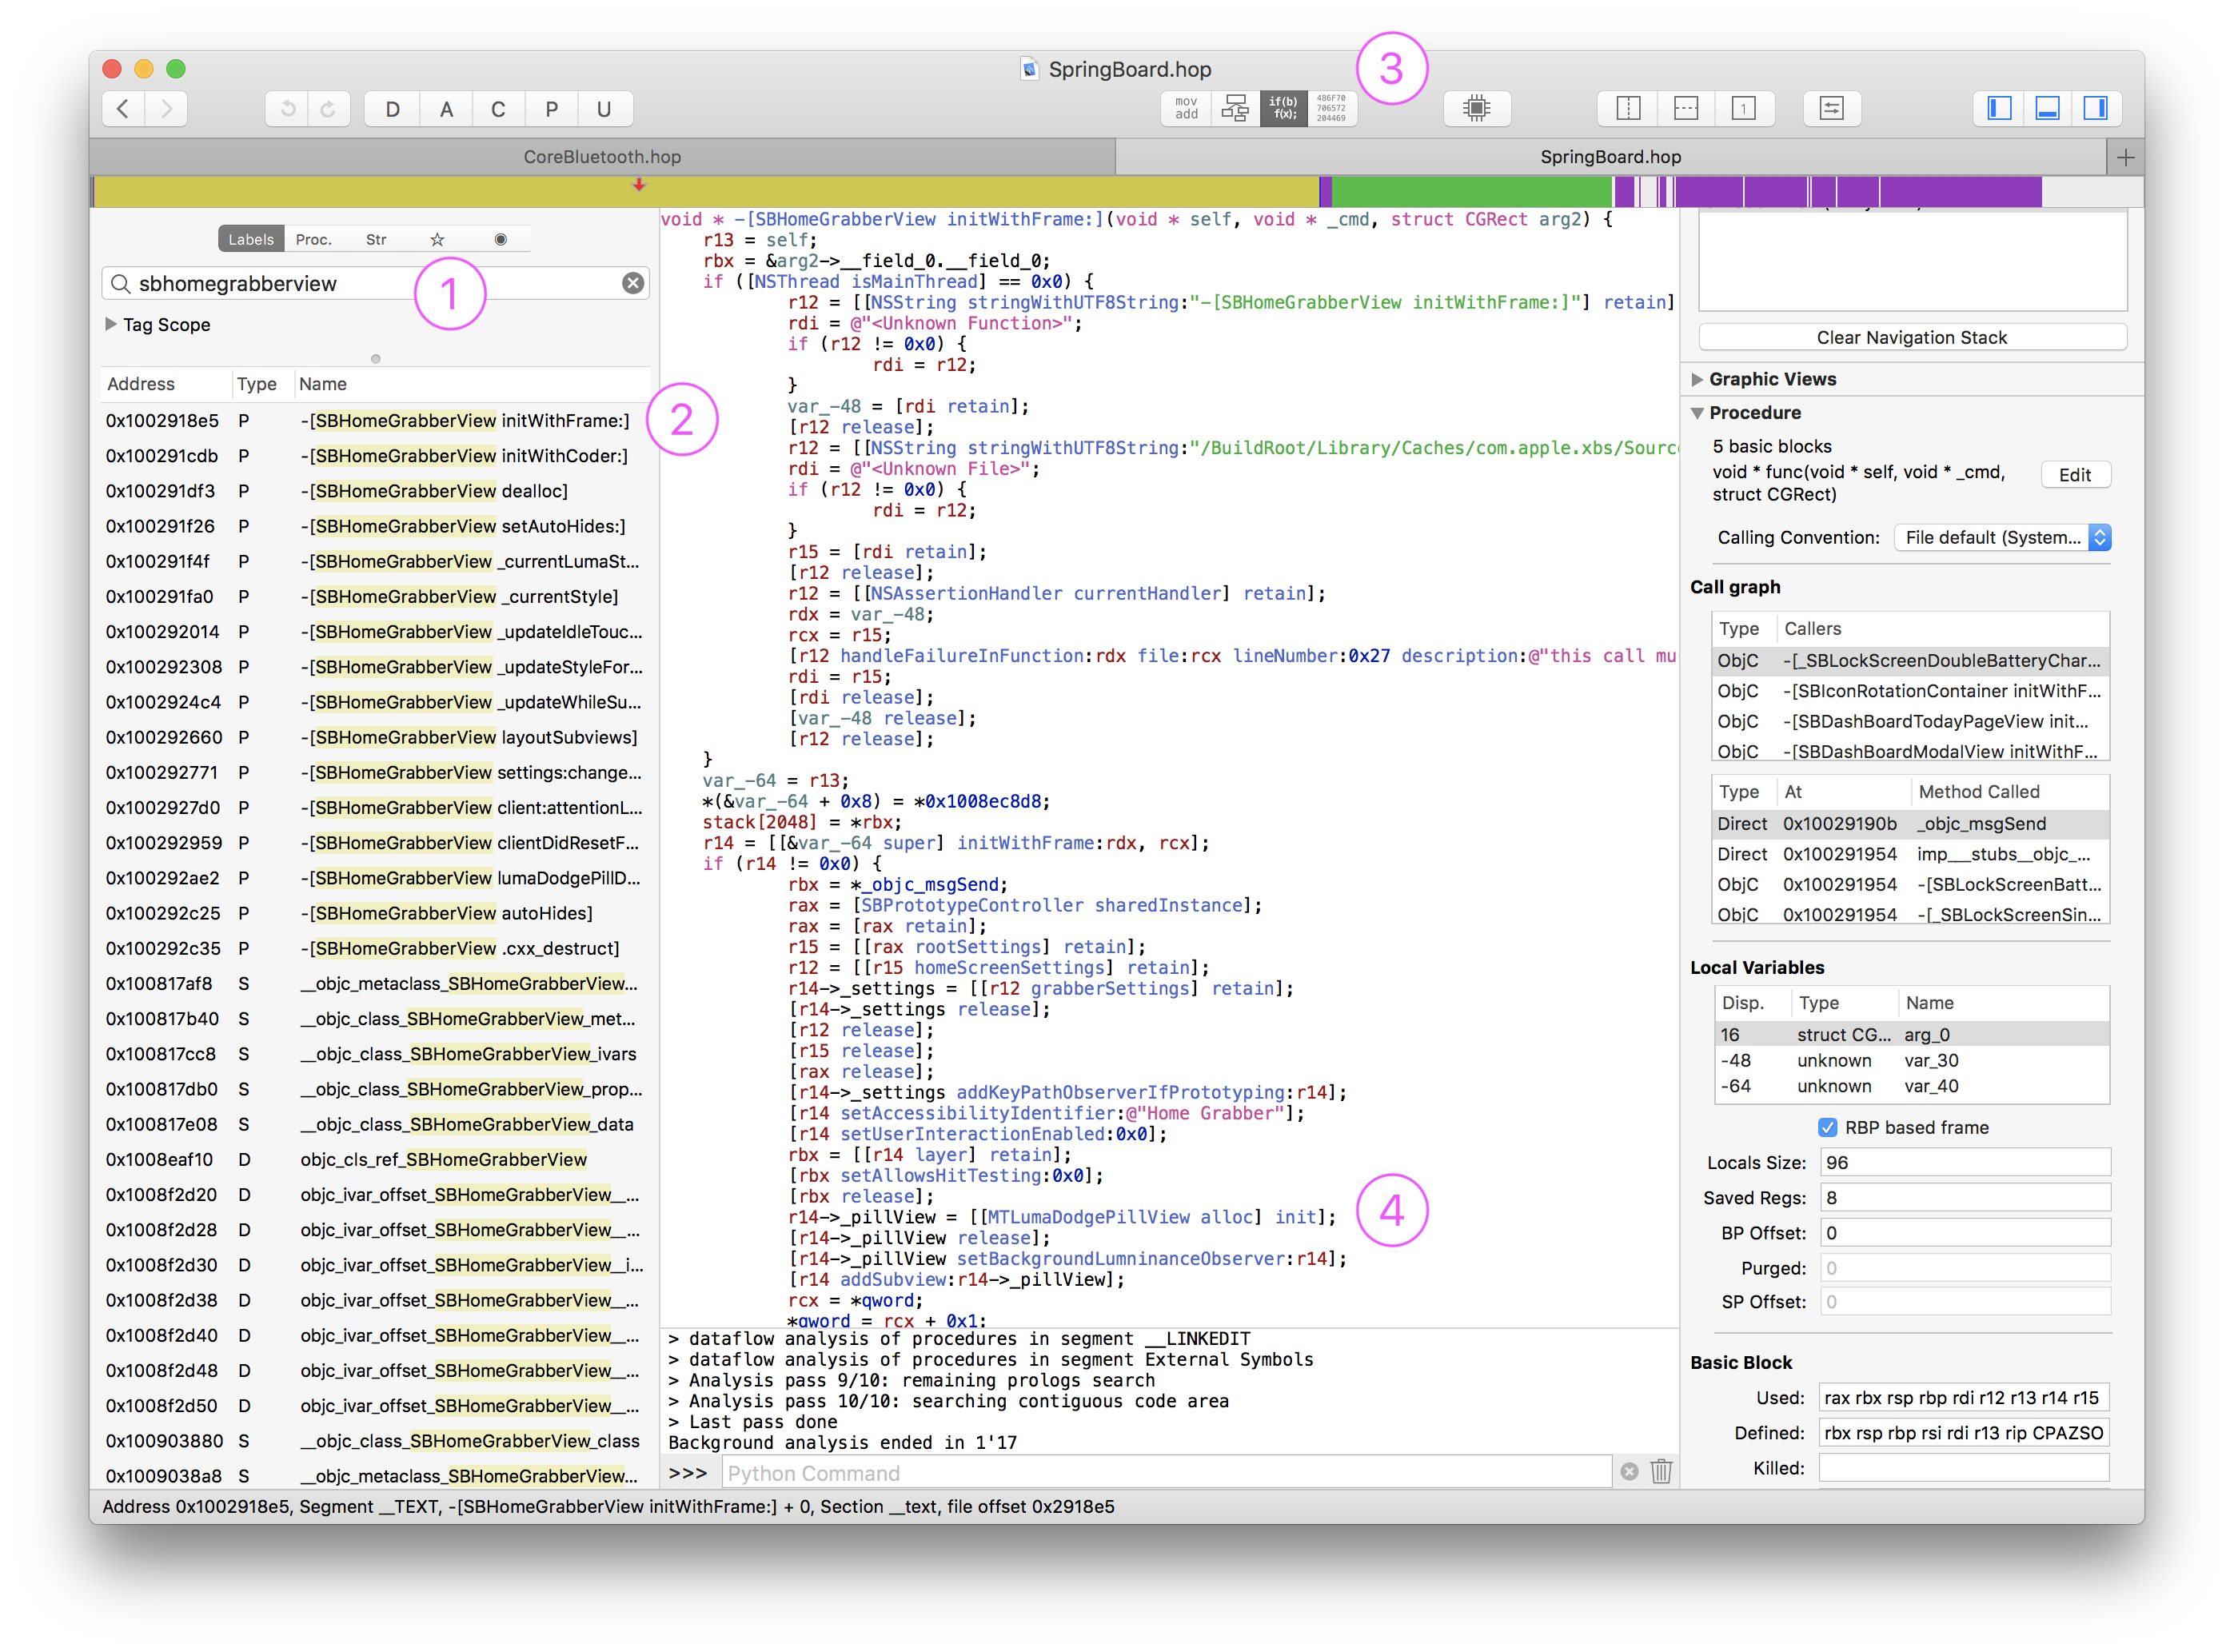 SpringBoard.hop
3
D A C P U
mov
add
if(b)
f(x);
486F70
706572
204469
1
CoreBluetooth.hop
SpringBoard.hop
Labels Proc. Str
sbhomegrabberview
1
Tag Scope
Address Type Name
2
0x1002918e5 P -[SBHomeGrabberView initWithFrame:]
0x100291cdb P -[SBHomeGrabberView initWithCoder:]
0x100291df3 P -[SBHomeGrabberView dealloc]
0x100291f26 P -[SBHomeGrabberView setAutoHides:]
0x100291f4f P -[SBHomeGrabberView _currentLumaSt...
0x100291fa0 P -[SBHomeGrabberView _currentStyle]
0x100292014 P -[SBHomeGrabberView _updateIdleTouc...
0x100292308 P -[SBHomeGrabberView _updateStyleFor...
0x1002924c4 P -[SBHomeGrabberView _updateWhileSu...
0x100292660 P -[SBHomeGrabberView layoutSubviews]
0x100292771 P -[SBHomeGrabberView settings:change...
0x1002927d0 P -[SBHomeGrabberView client:attentionL...
0x100292959 P -[SBHomeGrabberView clientDidResetF...
0x100292ae2 P -[SBHomeGrabberView lumaDodgePillD...
0x100292c25 P -[SBHomeGrabberView autoHides]
0x100292c35 P -[SBHomeGrabberView .cxx_destruct]
0x100817af8 S __objc_metaclass_SBHomeGrabberView...
0x100817b40 S __objc_class_SBHomeGrabberView_met...
0x100817cc8 S __objc_class_SBHomeGrabberView_ivars
0x100817db0 S __objc_class_SBHomeGrabberView_prop...
0x100817e08 S __objc_class_SBHomeGrabberView_data
0x1008eaf10 D objc_cls_ref_SBHomeGrabberView
0x1008f2d20 D objc_ivar_offset_SBHomeGrabberView__...
0x1008f2d28 D objc_ivar_offset_SBHomeGrabberView__...
0x1008f2d30 D objc_ivar_offset_SBHomeGrabberView__i...
0x1008f2d38 D objc_ivar_offset_SBHomeGrabberView__...
0x1008f2d40 D objc_ivar_offset_SBHomeGrabberView__...
0x1008f2d48 D objc_ivar_offset_SBHomeGrabberView__...
0x1008f2d50 D objc_ivar_offset_SBHomeGrabberView__...
0x100903880 S __objc_class_SBHomeGrabberView_class
0x1009038a8 S __objc_metaclass_SBHomeGrabberView...
void * -[SBHomeGrabberView initWithFrame:](void * self, void * _cmd, struct CGRect arg2) {
r13 = self;
rbx = &arg2->__field_0.__field_0;
if ([NSThread isMainThread] == 0x0) {
r12 = [[NSString stringWithUTF8String:"-[SBHomeGrabberView initWithFrame:]"] retain]
rdi = @"<Unknown Function>";
if (r12 != 0x0) {
rdi = r12;
}
var_-48 = [rdi retain];
[r12 release];
r12 = [[NSString stringWithUTF8String:"/BuildRoot/Library/Caches/com.apple.xbs/Sourc
rdi = @"<Unknown File>";
if (r12 != 0x0) {
rdi = r12;
}
r15 = [rdi retain];
[r12 release];
r12 = [[NSAssertionHandler currentHandler] retain];
rdx = var_-48;
rcx = r15;
[r12 handleFailureInFunction:rdx file:rcx lineNumber:0x27 description:@"this call mu
rdi = r15;
[rdi release];
[var_-48 release];
[r12 release];
}
var_-64 = r13;
*(&var_-64 + 0x8) = *0x1008ec8d8;
stack[2048] = *rbx;
r14 = [[&var_-64 super] initWithFrame:rdx, rcx];
if (r14 != 0x0) {
rbx = *_objc_msgSend;
rax = [SBPrototypeController sharedInstance];
rax = [rax retain];
r15 = [[rax rootSettings] retain];
r12 = [[r15 homeScreenSettings] retain];
r14->_settings = [[r12 grabberSettings] retain];
[r14->_settings release];
[r12 release];
[r15 release];
[rax release];
[r14->_settings addKeyPathObserverIfPrototyping:r14];
[r14 setAccessibilityIdentifier:@"Home Grabber"];
[r14 setUserInteractionEnabled:0x0];
rbx = [[r14 layer] retain];
[rbx setAllowsHitTesting:0x0];
[rbx release];
r14->_pillView = [[MTLumaDodgePillView alloc] init];
4
[r14->_pillView release];
[r14->_pillView setBackgroundLumninanceObserver:r14];
[r14 addSubview:r14->_pillView];
rcx = *qword;
*qword = rcx + 0x1;
> dataflow analysis of procedures in segment __LINKEDIT
> dataflow analysis of procedures in segment External Symbols
> Analysis pass 9/10: remaining prologs search
> Analysis pass 10/10: searching contiguous code area
> Last pass done
Background analysis ended in 1'17
>>> Python Command
Clear Navigation Stack
Graphic Views
Procedure
5 basic blocks
void * func(void * self, void * _cmd,
struct CGRect)
Edit
Calling Convention: File default (System...
Call graph
Type Callers
ObjC -[_SBLockScreenDoubleBatteryChar...
ObjC -[SBIconRotationContainer initWithF...
ObjC -[SBDashBoardTodayPageView init...
ObjC -[SBDashBoardModalView initWithF...
Type At Method Called
Direct 0x10029190b _objc_msgSend
Direct 0x100291954 imp___stubs__objc_...
ObjC 0x100291954 -[SBLockScreenBatt...
ObjC 0x100291954 -[_SBLockScreenSin...
Local Variables
Disp. Type Name
16 struct CG... arg_0
-48 unknown var_30
-64 unknown var_40
RBP based frame
Locals Size: 96
Saved Regs: 8
BP Offset: 0
Purged: 0
SP Offset: 0
Basic Block
Used: rax rbx rsp rbp rdi r12 r13 r14 r15
Defined: rbx rsp rbp rsi rdi r13 rip CPAZSO
Killed:
Address 0x1002918e5, Segment __TEXT, -[SBHomeGrabberView initWithFrame:] + 0, Section __text, file offset 0x2918e5